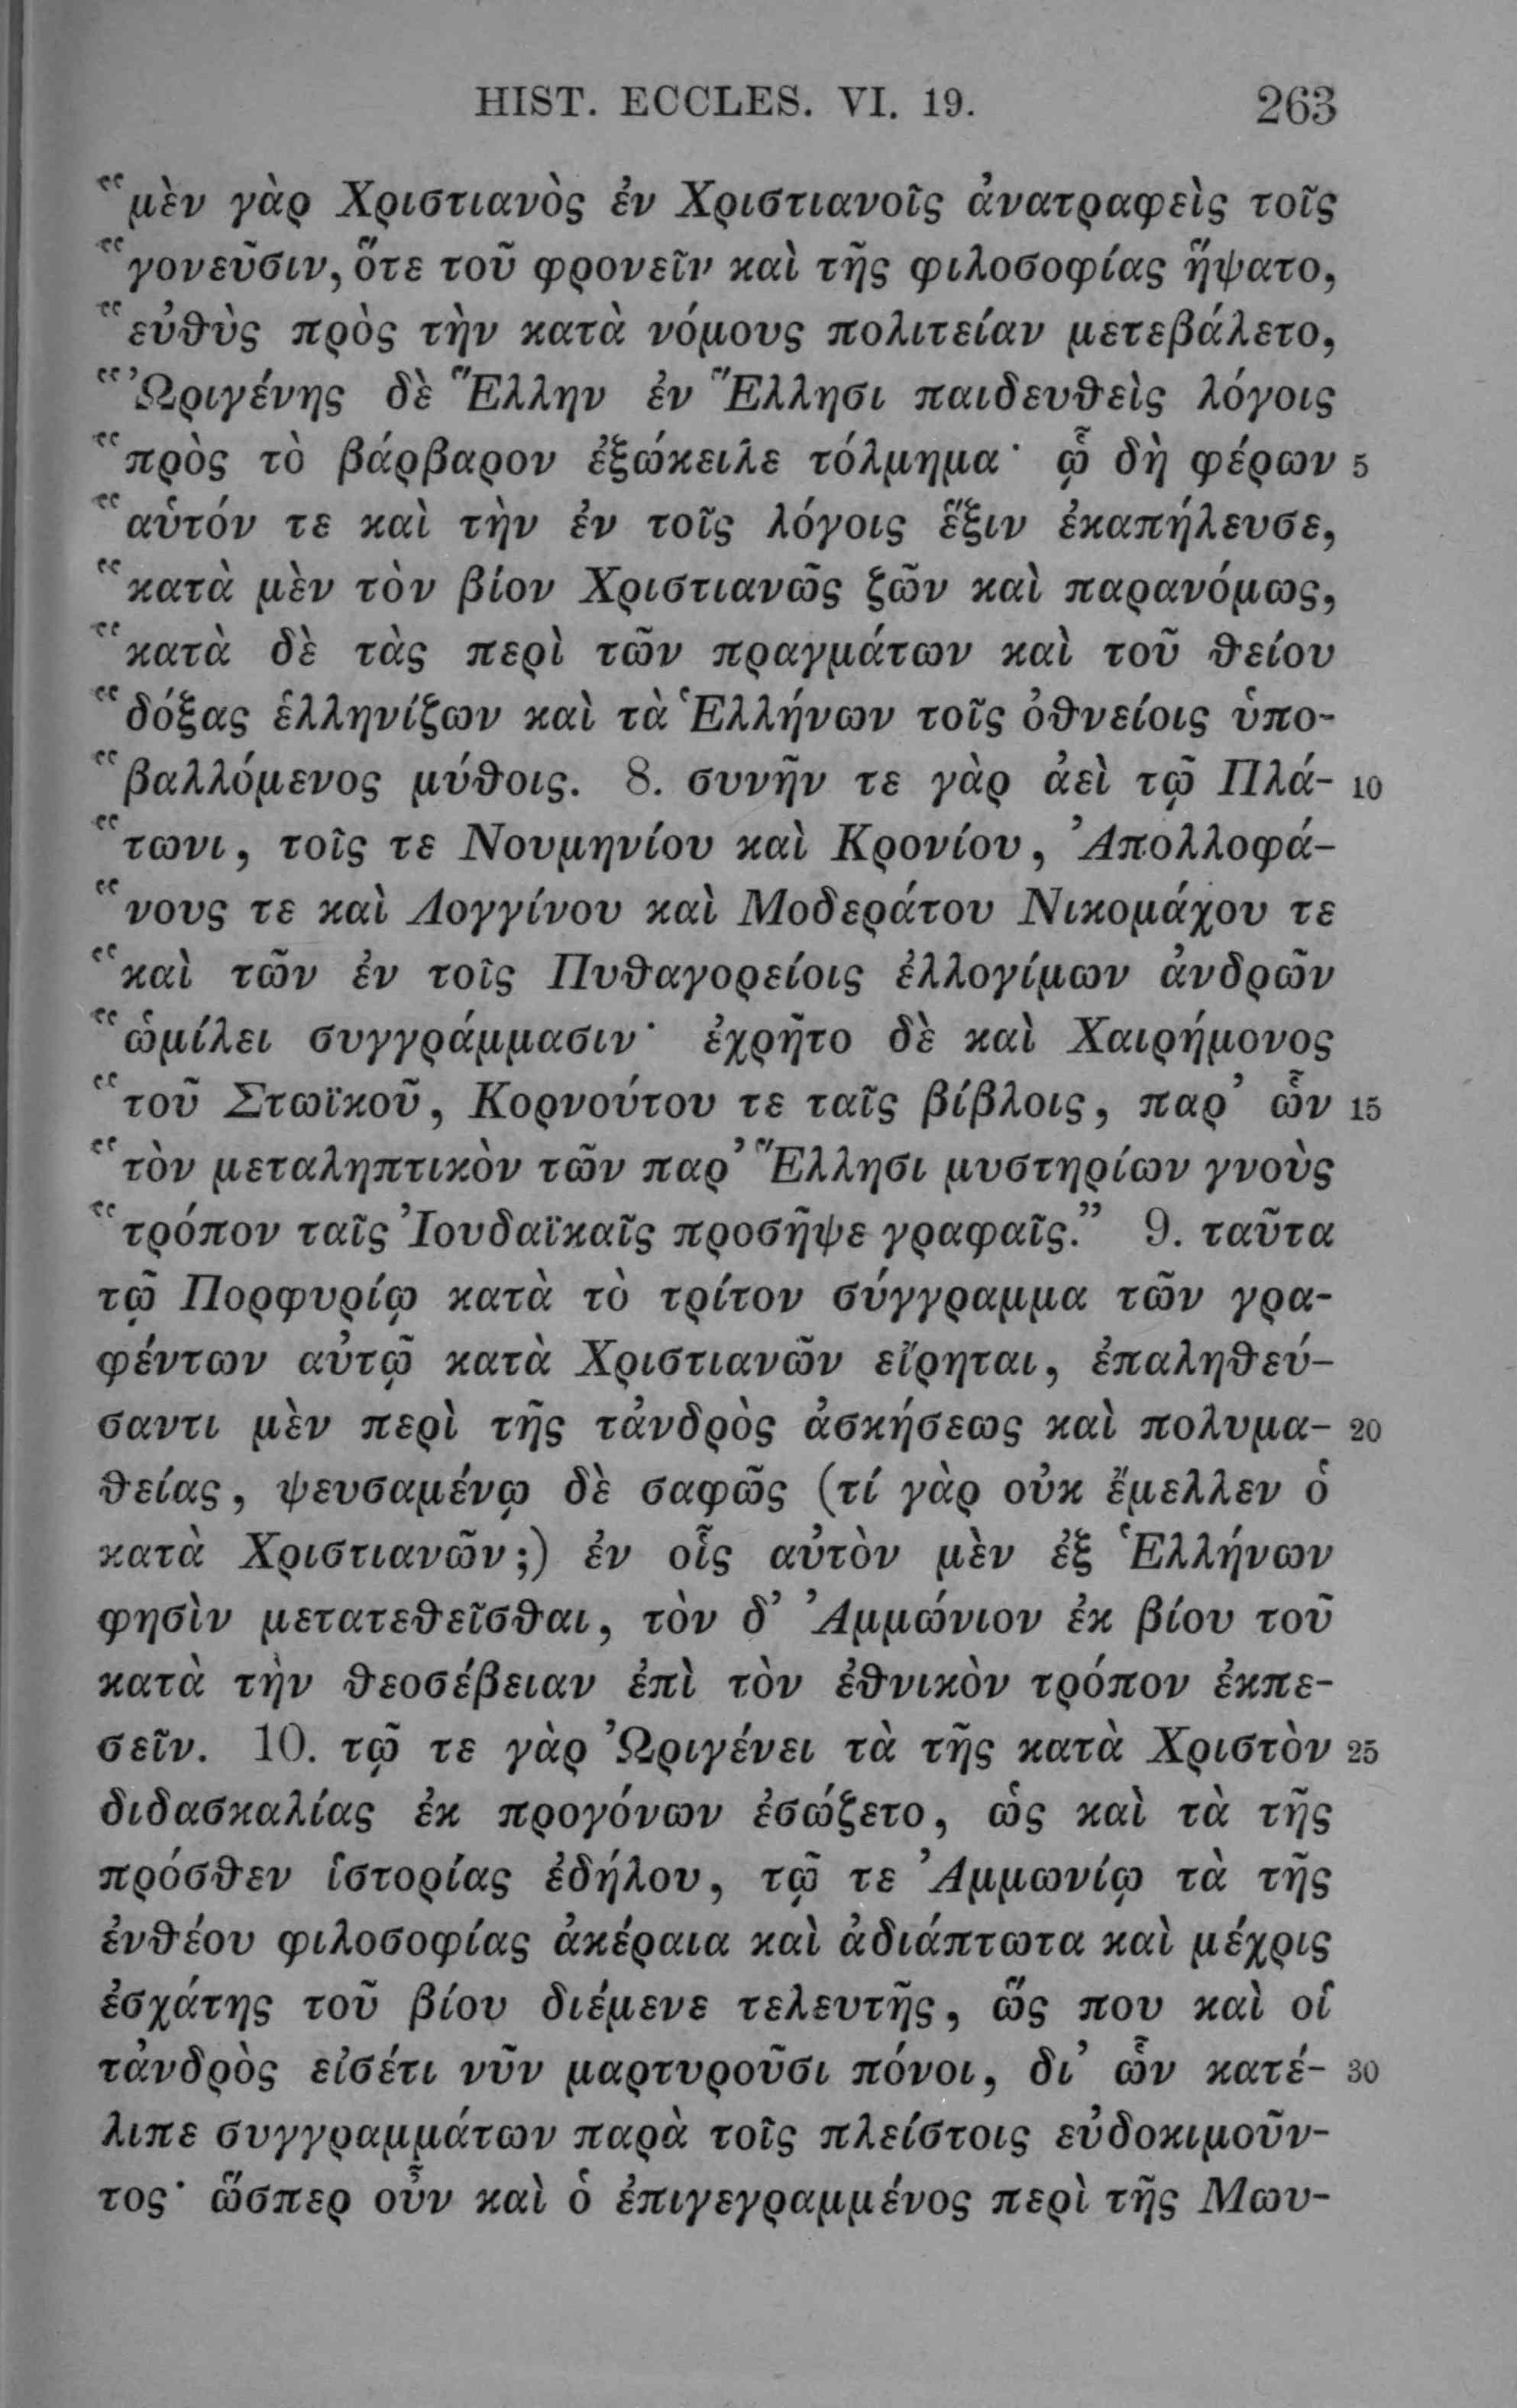 HIST. ECCLES. VI. 19. 263
“μὲν γὰρ Χριστιανὸς ἐν Χριστιανοῖς ἀνατραφεὶς τοῖς
“γονεῦσιν, ὅτε τοῦ φρονεῖν καὶ τῆς φιλοσοφίας ἥψατο,
“εὐθὺς πρὸς τὴν κατὰ νόμους πολιτείαν μετεβάλετο,
“Ὠριγένης δὲ Ἕλλην ἐν Ἕλλησι παιδευθεὶς λόγοις
“πρὸς τὸ βάρβαρον ἐξώκειλε τόλμημα· ᾧ δὴ φέρων 5
“αὑτόν τε καὶ τὴν ἐν τοῖς λόγοις ἕξιν ἐκαπήλευσε,
“κατὰ μὲν τὸν βίον Χριστιανῶς ζῶν καὶ παρανόμως,
“κατὰ δὲ τὰς περὶ τῶν πραγμάτων καὶ τοῦ θείου
“δόξας ἑλληνίζων καὶ τὰ Ἑλλήνων τοῖς ὀθνείοις ὑπο-
“βαλλόμενος μύθοις. 8. συνῆν τε γὰρ ἀεὶ τῷ Πλά- 10
“τωνι, τοῖς τε Νουμηνίου καὶ Κρονίου, Ἀπολλοφά-
“νους τε καὶ Λογγίνου καὶ Μοδεράτου Νικομάχου τε
“καὶ τῶν ἐν τοῖς Πυθαγορείοις ἐλλογίμων ἀνδρῶν
“ὡμίλει συγγράμμασιν· ἐχρῆτο δὲ καὶ Χαιρήμονος
“τοῦ Στωϊκοῦ, Κορνούτου τε ταῖς βίβλοις, παρ’ ὧν 15
“τὸν μεταληπτικὸν τῶν παρ’ Ἕλλησι μυστηρίων γνοὺς
“τρόπον ταῖς Ἰουδαϊκαῖς προσῆψε γραφαῖς.” 9. ταῦτα
τῷ Πορφυρίῳ κατὰ τὸ τρίτον σύγγραμμα τῶν γρα-
φέντων αὐτῷ κατὰ Χριστιανῶν εἴρηται, ἐπαληθεύ-
σαντι μὲν περὶ τῆς τἀνδρὸς ἀσκήσεως καὶ πολυμα- 20
θείας, ψευσαμένῳ δὲ σαφῶς (τί γὰρ οὐκ ἔμελλεν ὁ
κατὰ Χριστιανῶν;) ἐν οἷς αὐτὸν μὲν ἐξ Ἑλλήνων
φησὶν μετατεθεῖσθαι, τὸν δ’ Ἀμμώνιον ἐκ βίου τοῦ
κατὰ τὴν θεοσέβειαν ἐπὶ τὸν ἐθνικὸν τρόπον ἐκπε-
σεῖν. 10. τῷ τε γὰρ Ὠριγένει τὰ τῆς κατὰ Χριστὸν 25
διδασκαλίας ἐκ προγόνων ἐσώζετο, ὡς καὶ τὰ τῆς
πρόσθεν ἱστορίας ἐδήλου, τῷ τε Ἀμμωνίῳ τὰ τῆς
ἐνθέου φιλοσοφίας ἀκέραια καὶ ἀδιάπτωτα καὶ μέχρις
ἐσχάτης τοῦ βίου διέμενε τελευτῆς, ὥς που καὶ οἱ
τἀνδρὸς εἰσέτι νῦν μαρτυροῦσι πόνοι, δι’ ὧν κατέ- 30
λιπε συγγραμμάτων παρὰ τοῖς πλείστοις εὐδοκιμοῦν-
τος· ὥσπερ οὖν καὶ ὁ ἐπιγεγραμμένος περὶ τῆς Μωυ-